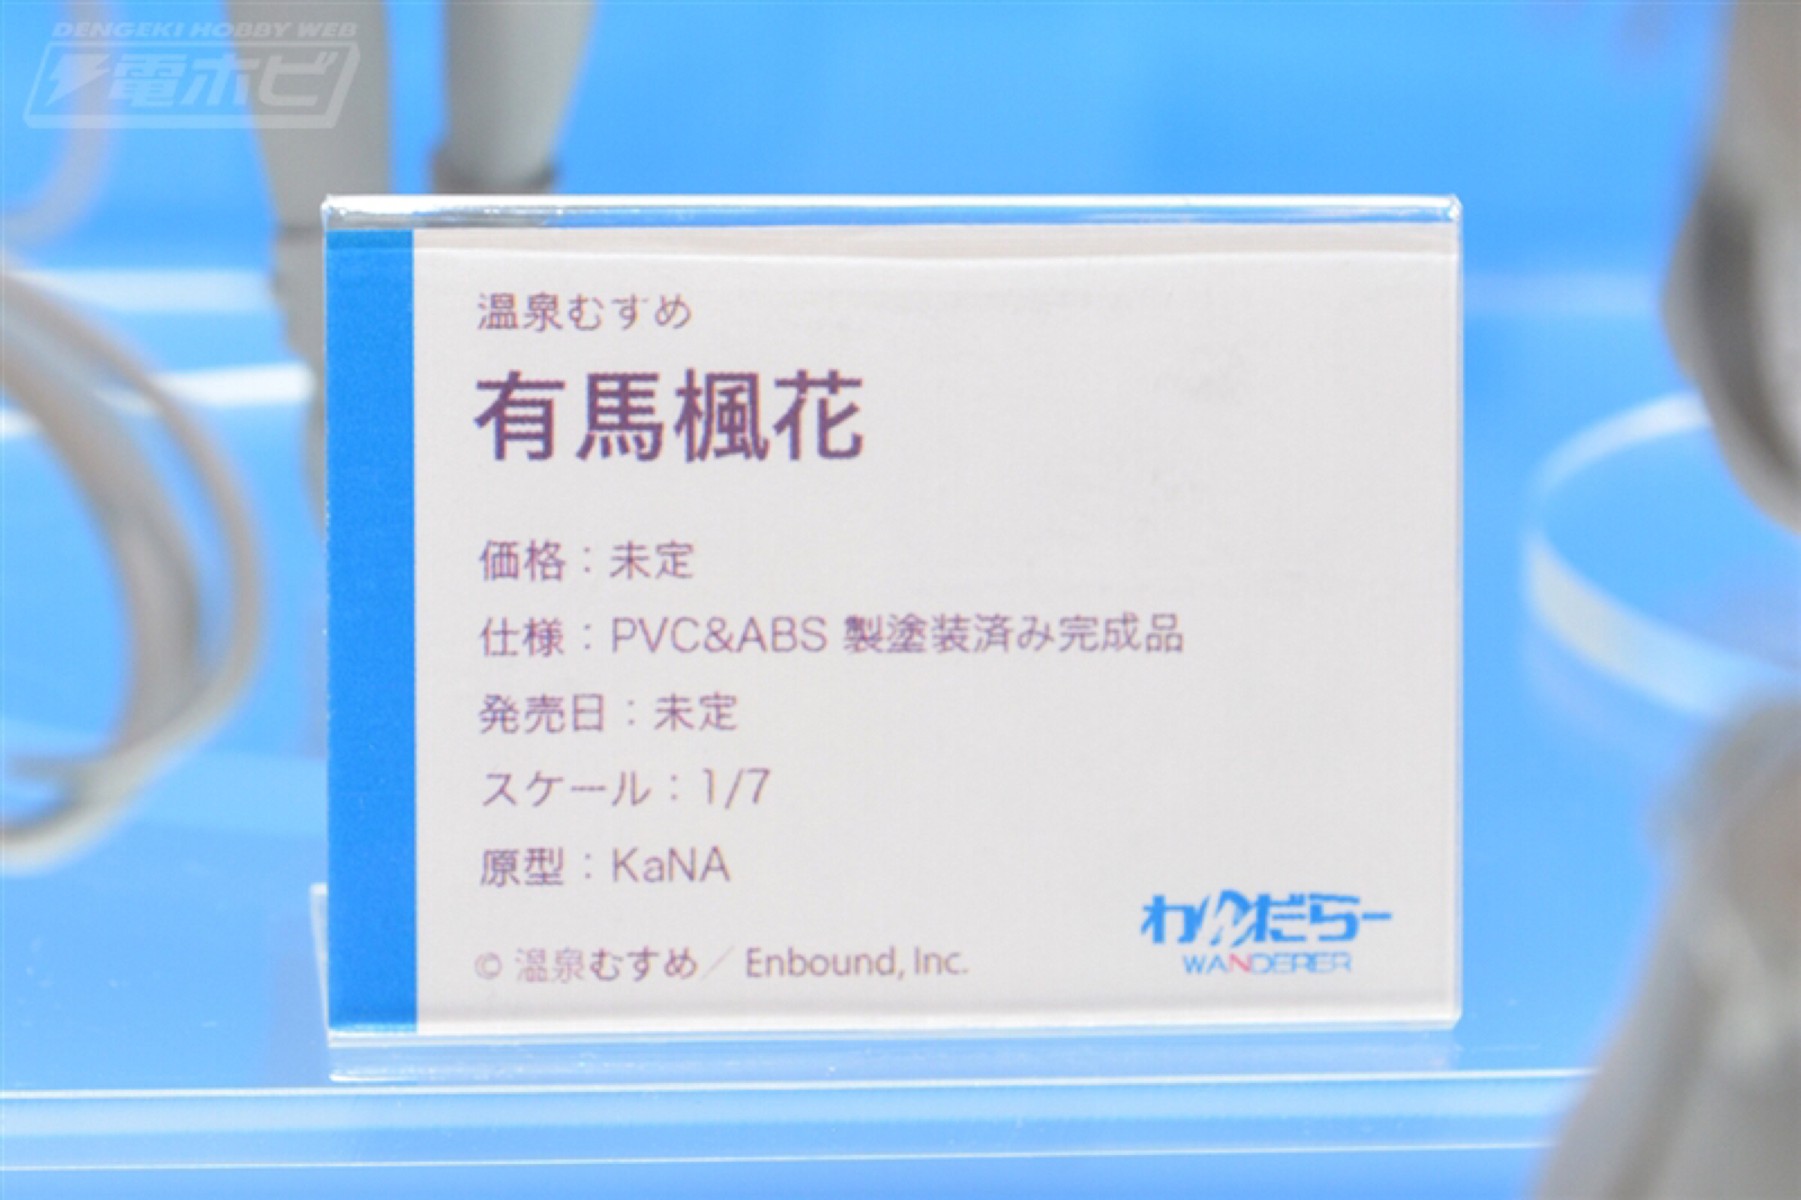 DENGEKI HOBBY WEB
電ホビ
温泉むすめ
有馬楓花
価格：未定
仕様：PVC&ABS 製塗装済み完成品
発売日：未定
スケール：1/7
原型：KaNA
© 温泉むすめ／ Enbound, Inc.
わんだらー
WANDERER